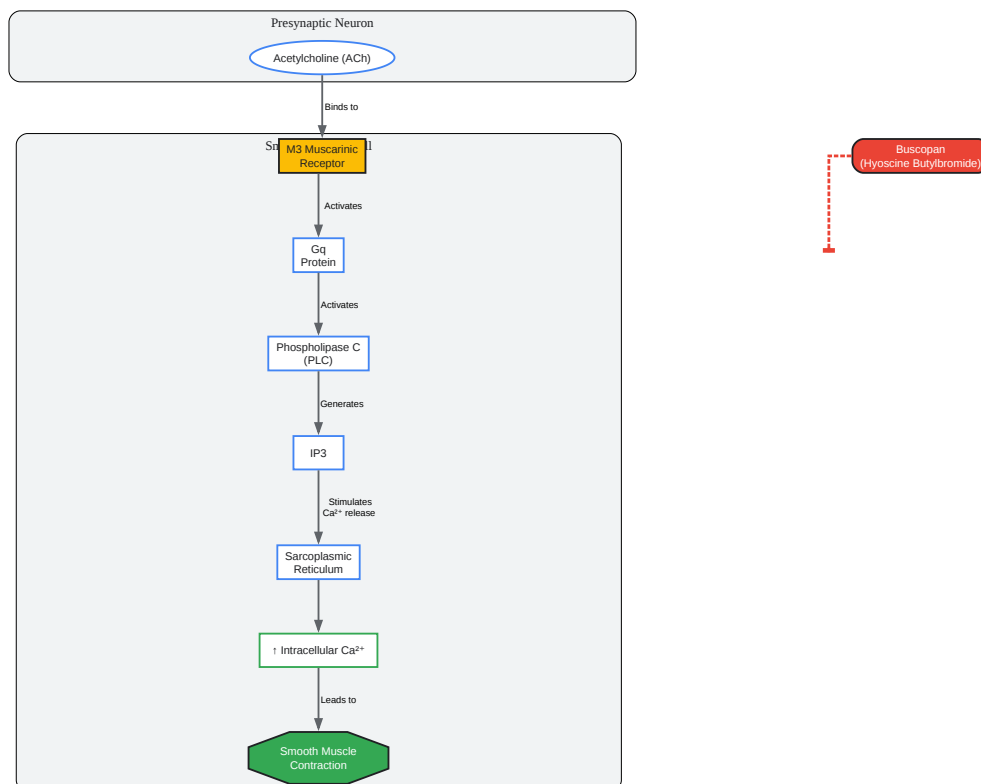 Presynaptic Neuron
Acetylcholine (ACh)
Binds to
M3 Muscarinic
Receptor
Buscopan
(Hyoscine Butylbromide)
Activates
Gq
Protein
Activates
Phospholipase C
(PLC)
Generates
IP3
Stimulates
Ca²⁺ release
Sarcoplasmic
Reticulum
↑ Intracellular Ca²⁺
Leads to
Smooth Muscle
Contraction